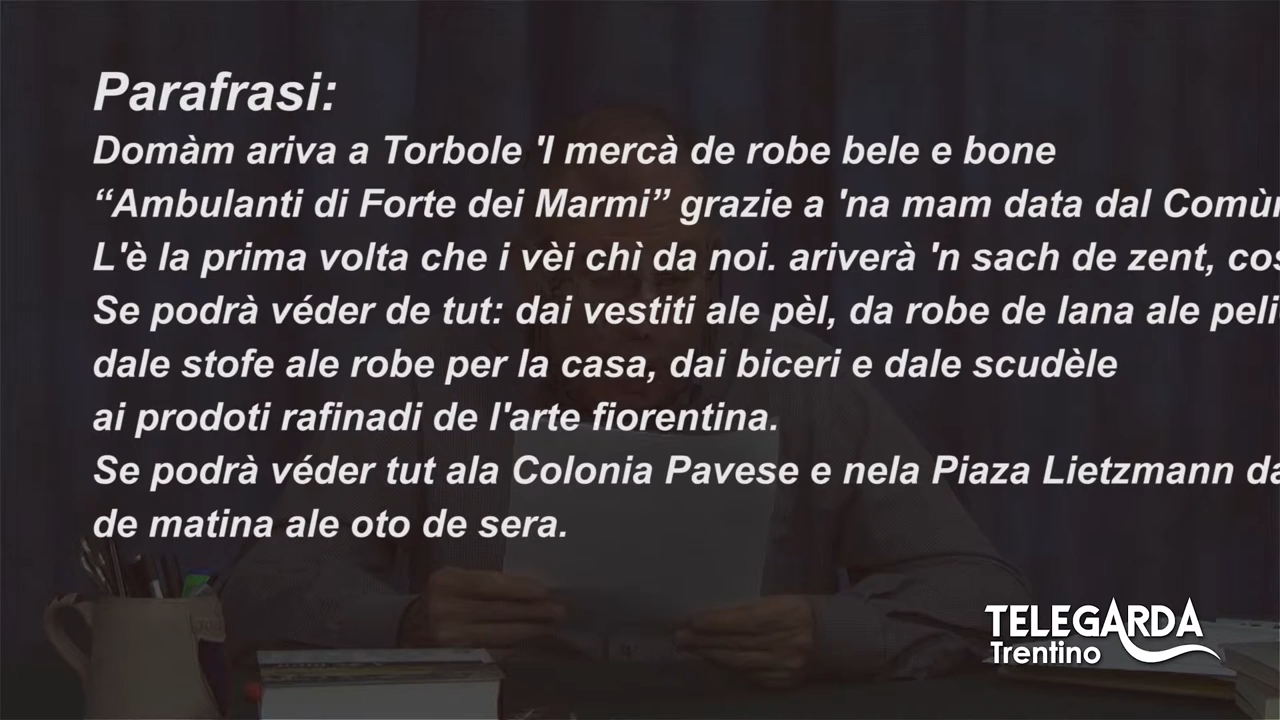 Parafrasi:
Domàm ariva a Torbole 'l mercà de robe bele e bone
“Ambulanti di Forte dei Marmi” grazie a 'na mam data dal
L'è la prima volta che i vèi chì da noi. ariverà 'n sach de zent,
Se podrà véder de tut: dai vestiti ale pèl, da robe de lana ale
dale stofe ale robe per la casa, dai biceri e dale scudèle
ai prodoti rafinadi de l'arte fiorentina.
Se podrà véder tut ala Colonia Pavese e nela Piaza Lietzmann
de matina ale oto de sera.
TELEGARDA
Trentino